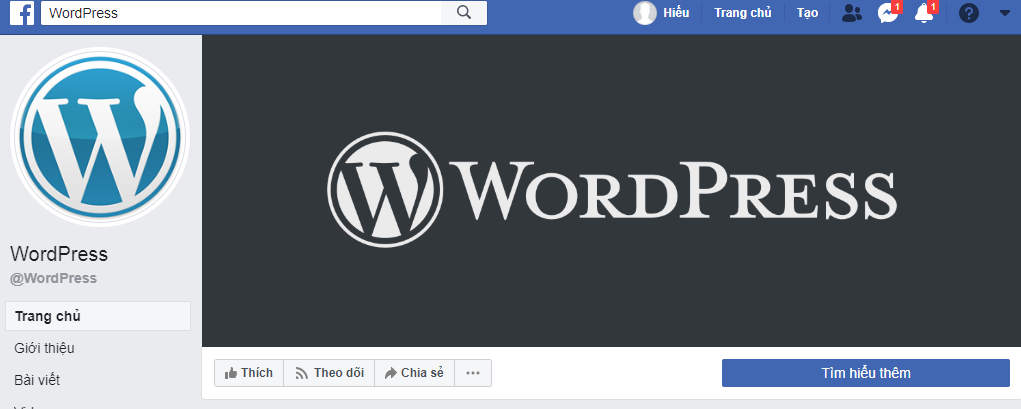 WordPress
Hiếu Trang chủ Tạo 1 1
WORDPRESS
WordPress
@WordPress
Trang chủ
Giới thiệu
Bài viết
Thích Theo dõi Chia sẻ ... Tìm hiểu thêm